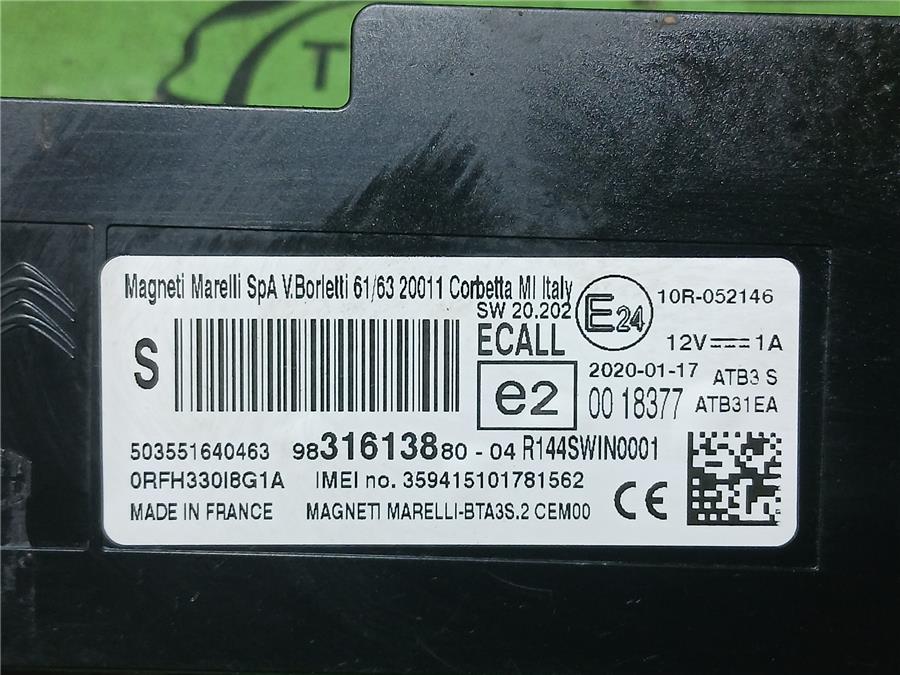 T
Magneti Marelli SpA V.Borletti 61/63 20011 Corbetta MI Italy
SW 20.202
E24
10R-052146
S
ECALL
12V 1A
e2
2020-01-17
ATB3 S
00 18377
ATB31EA
503551640463 9831613880 - 04 R144SWIN0001
0RFH330I8G1A IMEI no. 359415101781562
CE
MADE IN FRANCE MAGNETI MARELLI-BTA3S.2 CEM00